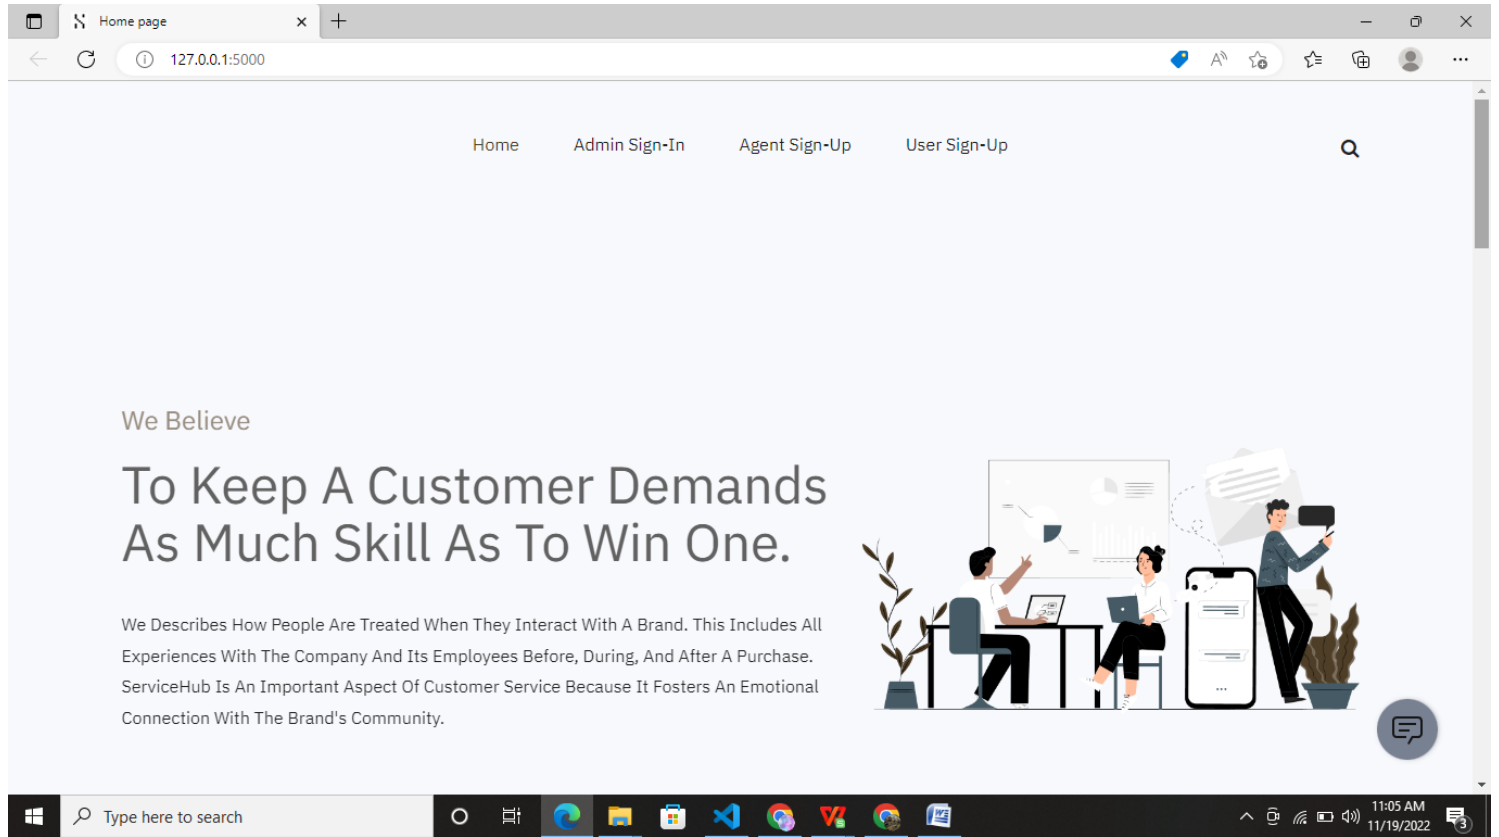 Home page
127.0.0.1:5000
Home Admin Sign-In Agent Sign-Up User Sign-Up
We Believe
To Keep A Customer Demands
As Much Skill As To Win One.
We Describes How People Are Treated When They Interact With A Brand. This Includes All
Experiences With The Company And Its Employees Before, During, And After A Purchase.
ServiceHub Is An Important Aspect Of Customer Service Because It Fosters An Emotional
Connection With The Brand's Community.
Type here to search
11:05 AM
11/19/2022
3